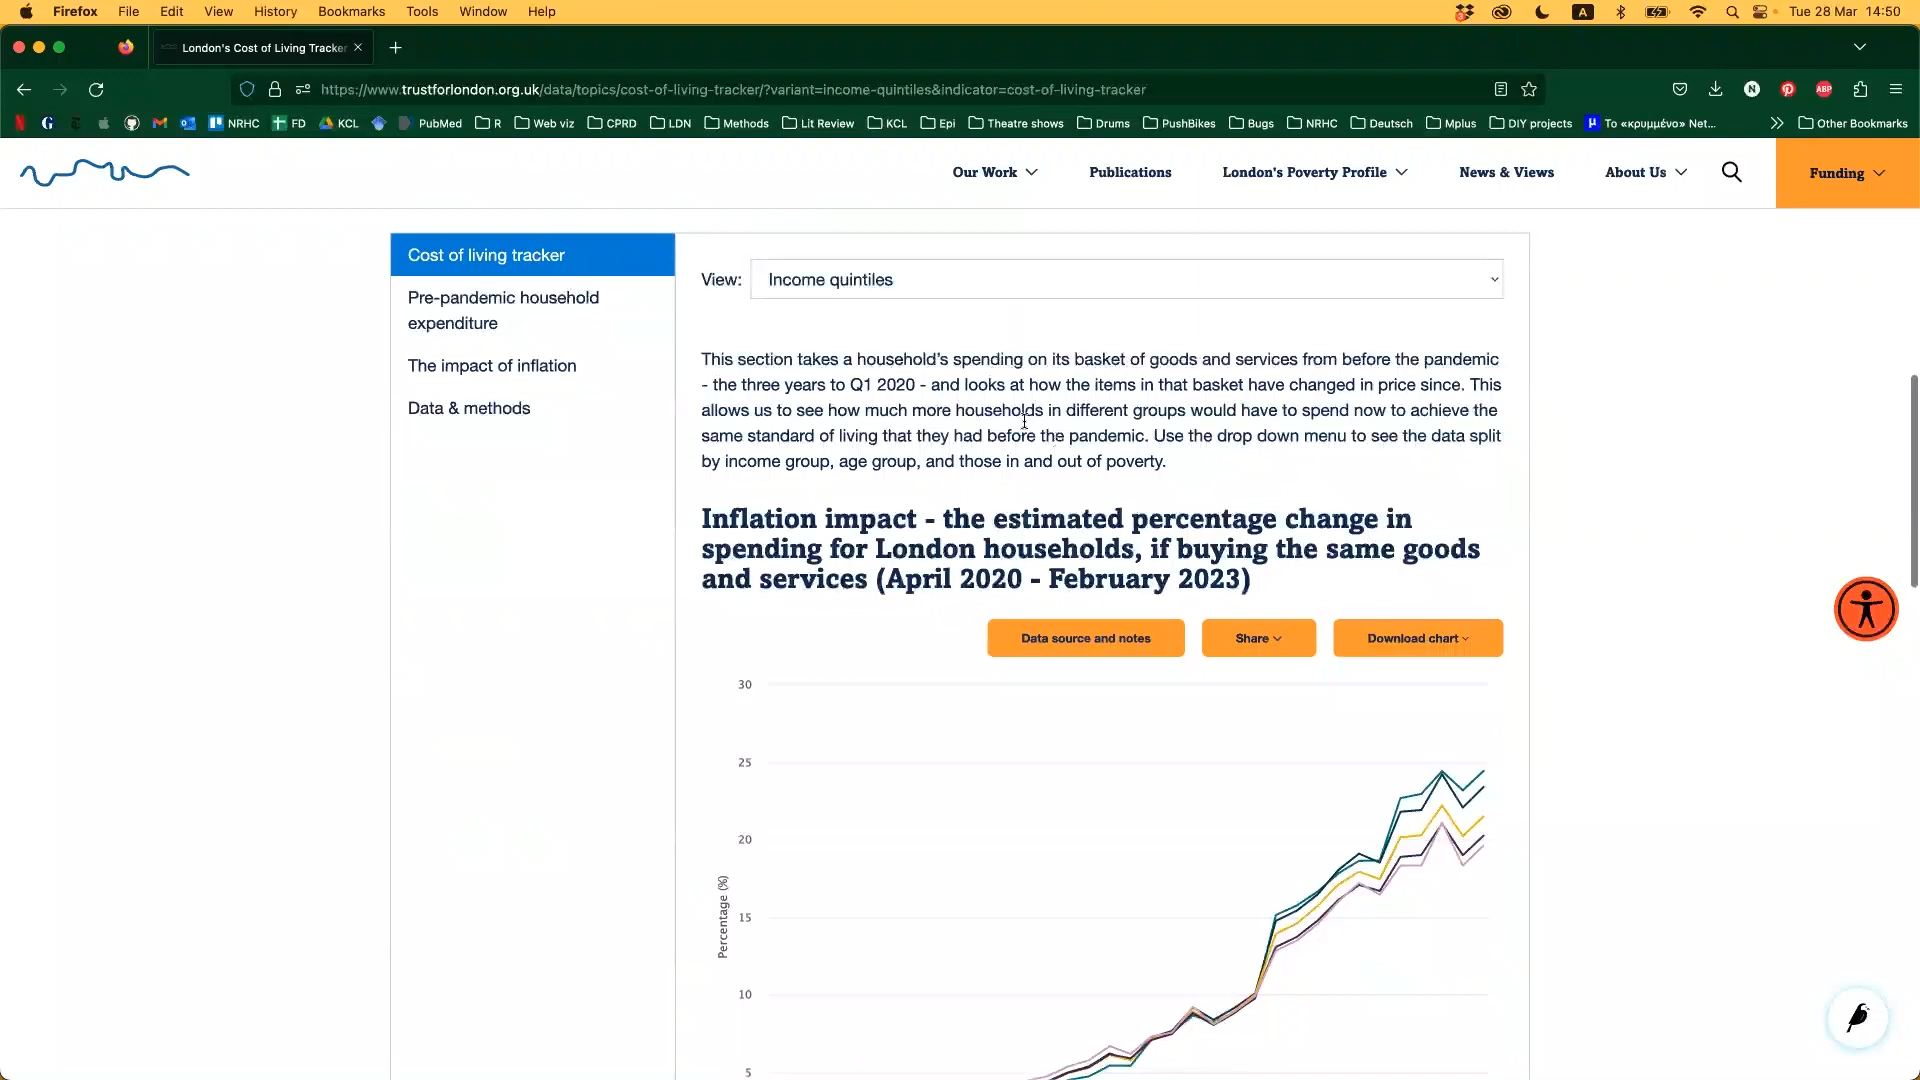 Firefox File Edit View History Bookmarks Tools Window Help A Tue 28 Mar 14:50
London's Cost of Living Tracker
https://www.trustforlondon.org.uk/data/topics/cost-of-living-tracker/?variant=income-quintiles&indicator=cost-of-living-tracker N ABP
G NRHC FD KCL PubMed R Web viz CPRD LDN Methods Lit Review KCL Epi Theatre shows Drums PushBikes Bugs NRHC Deutsch Mplus DIY projects μ Το «κρυμμένο» Net... Other Bookmarks
Our Work Publications London's Poverty Profile News & Views About Us Funding
Cost of living tracker
Pre-pandemic household
expenditure
The impact of inflation
Data & methods
View: Income quintiles
This section takes a household's spending on its basket of goods and services from before the pandemic
- the three years to Q1 2020 - and looks at how the items in that basket have changed in price since. This
allows us to see how much more households in different groups would have to spend now to achieve the
same standard of living that they had before the pandemic. Use the drop down menu to see the data split
by income group, age group, and those in and out of poverty.
Inflation impact - the estimated percentage change in
spending for London households, if buying the same goods
and services (April 2020 - February 2023)
Data source and notes Share Download chart
30
25
20
15
10
5
Percentage (%)